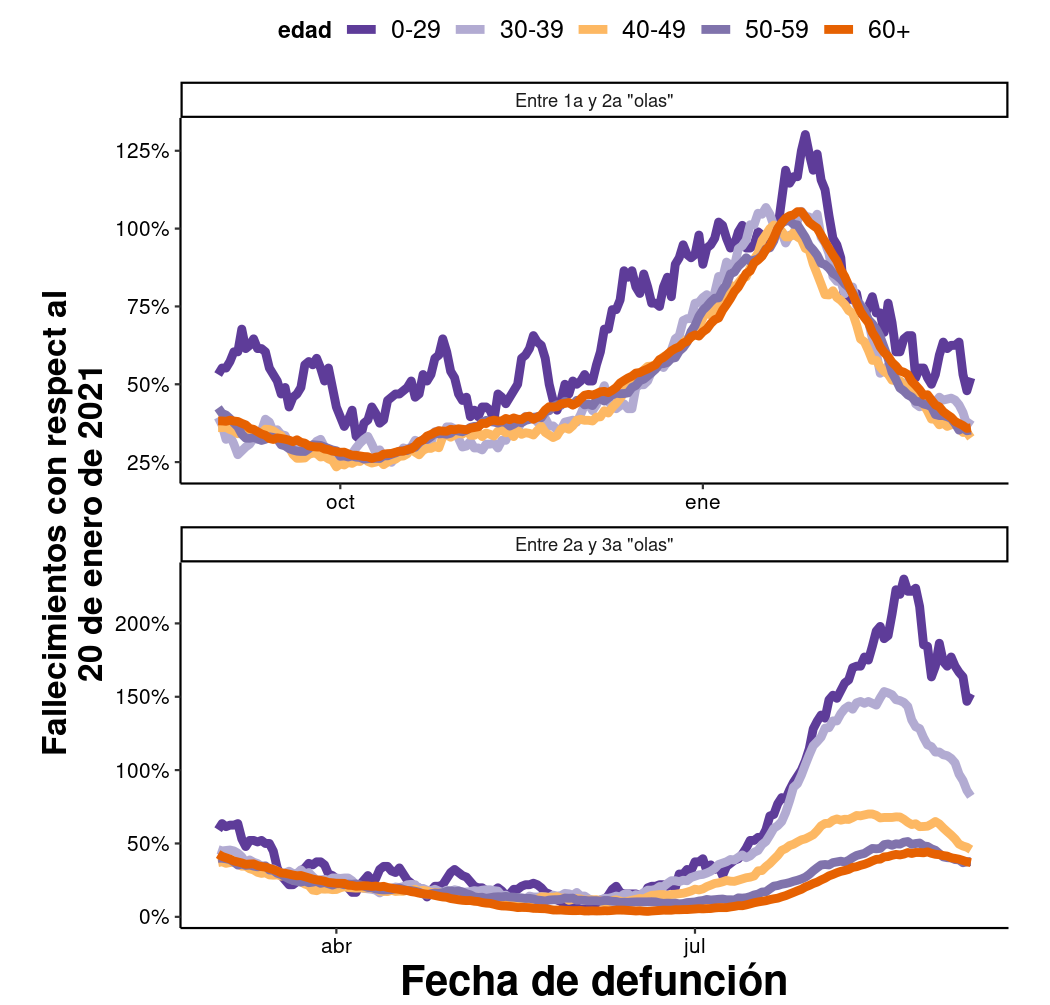 edad 0-29 30-39 40-49 50-59 60+
Entre 1a y 2a "olas"
125%
100%
75%
50%
25%
oct ene
Fallecimientos con respect al
20 de enero de 2021
Entre 2a y 3a "olas"
200%
150%
100%
50%
0%
abr jul
Fecha de defunción